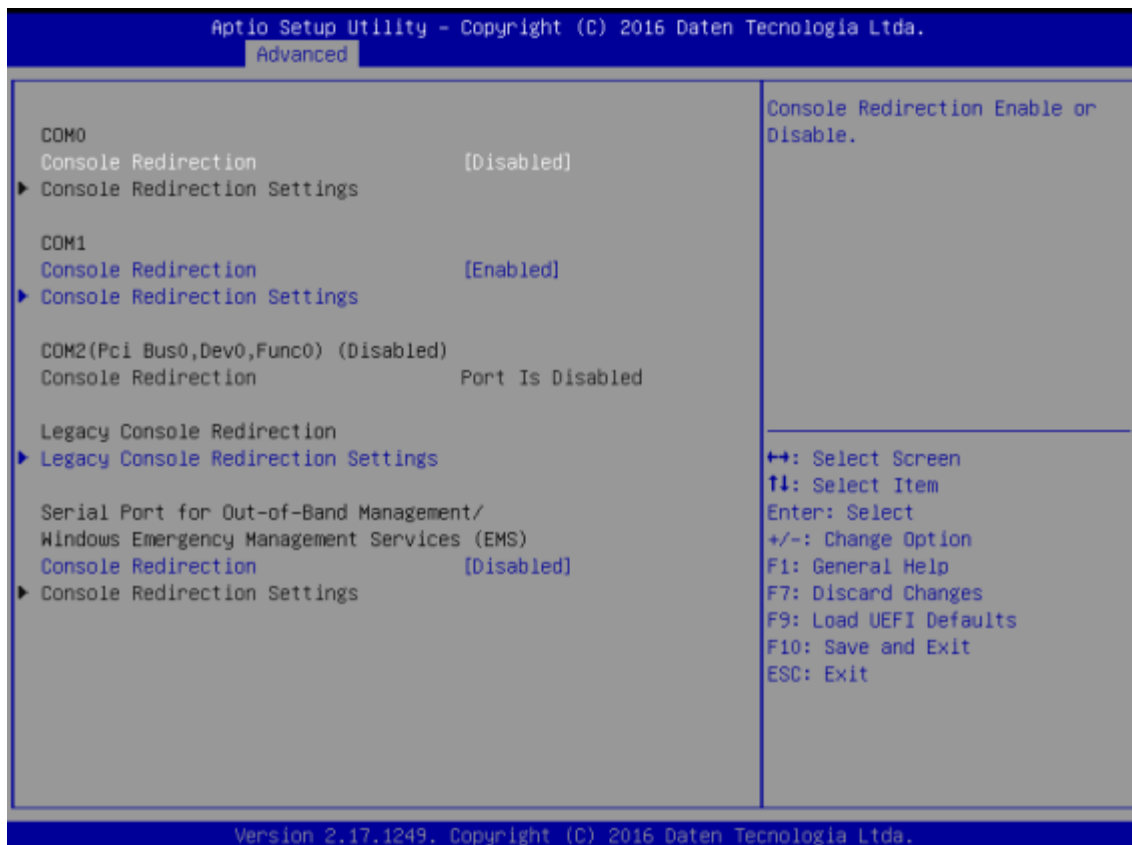 Aptio Setup Utility – Copyright (C) 2016 Daten Tecnologia Ltda.
Advanced
COM0
Console Redirection [Disabled]
▶ Console Redirection Settings
COM1
Console Redirection [Enabled]
▶ Console Redirection Settings
COM2(Pci Bus0,Dev0,Func0) (Disabled)
Console Redirection Port Is Disabled
Legacy Console Redirection
▶ Legacy Console Redirection Settings
Serial Port for Out-of-Band Management/
Windows Emergency Management Services (EMS)
Console Redirection [Disabled]
▶ Console Redirection Settings
Console Redirection Enable or
Disable.
↔: Select Screen
↑↓: Select Item
Enter: Select
+/-: Change Option
F1: General Help
F7: Discard Changes
F9: Load UEFI Defaults
F10: Save and Exit
ESC: Exit
Version 2.17.1249. Copyright (C) 2016 Daten Tecnologia Ltda.